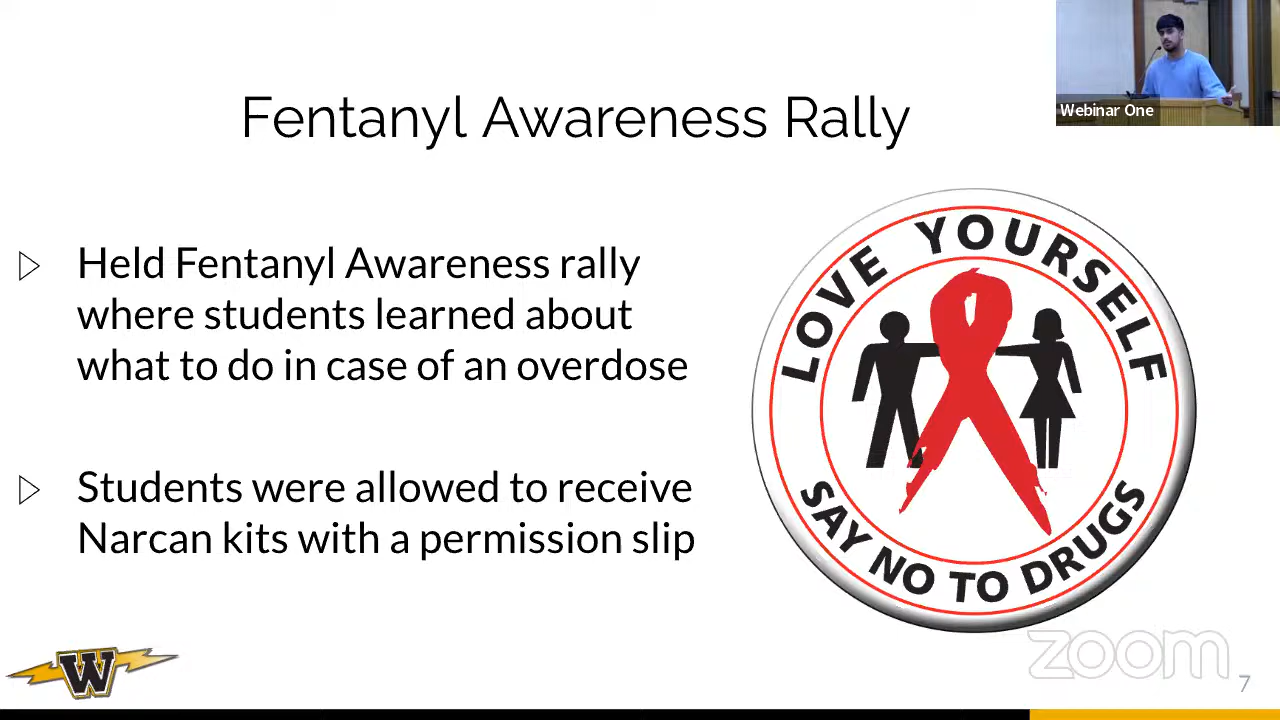 Webinar One
Fentanyl Awareness Rally
Held Fentanyl Awareness rally
where students learned about
what to do in case of an overdose
Students were allowed to receive
Narcan kits with a permission slip
LOVE YOURSELF
SAY NO TO DRUGS
W
zoom
7